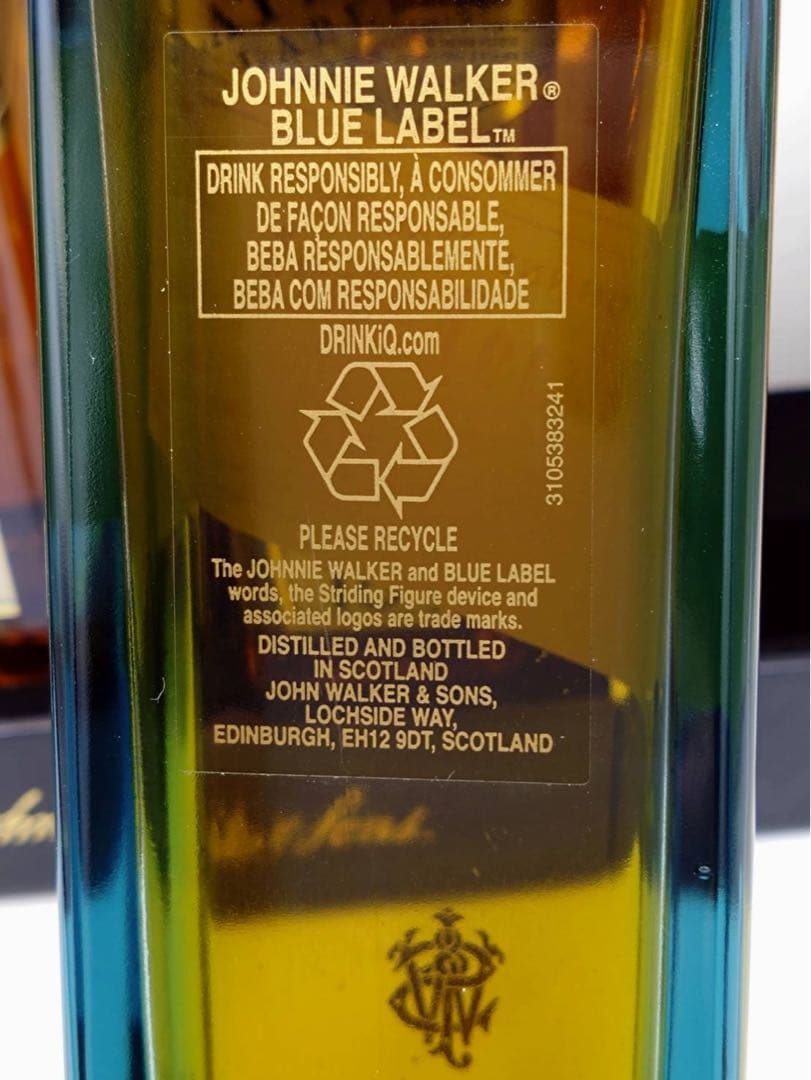 JOHNNIE WALKER®
BLUE LABEL™
DRINK RESPONSIBLY, À CONSOMMER
DE FAÇON RESPONSABLE,
BEBA RESPONSABLEMENTE,
BEBA COM RESPONSABILIDADE
DRINKiQ.com
3105383241
PLEASE RECYCLE
The JOHNNIE WALKER and BLUE LABEL
words, the Striding Figure device and
associated logos are trade marks.
DISTILLED AND BOTTLED
IN SCOTLAND
JOHN WALKER & SONS,
LOCHSIDE WAY,
EDINBURGH, EH12 9DT, SCOTLAND